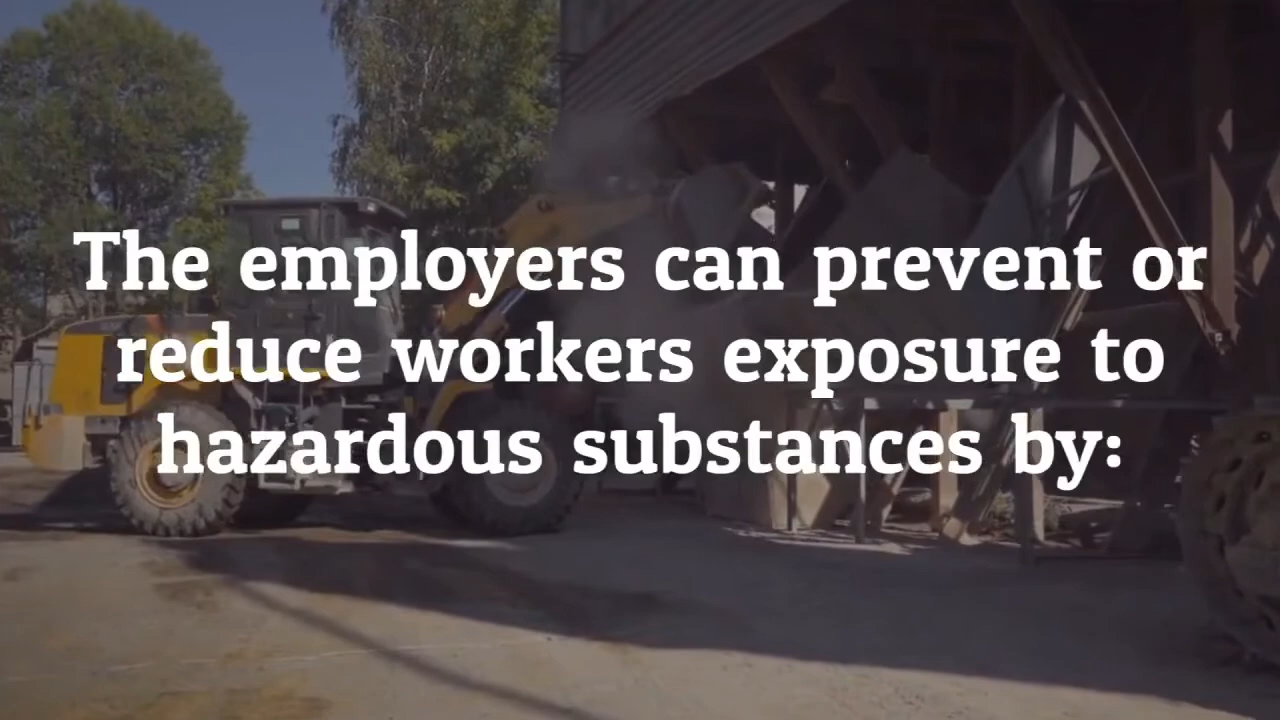 The employers can prevent or
reduce workers exposure to
hazardous substances by: